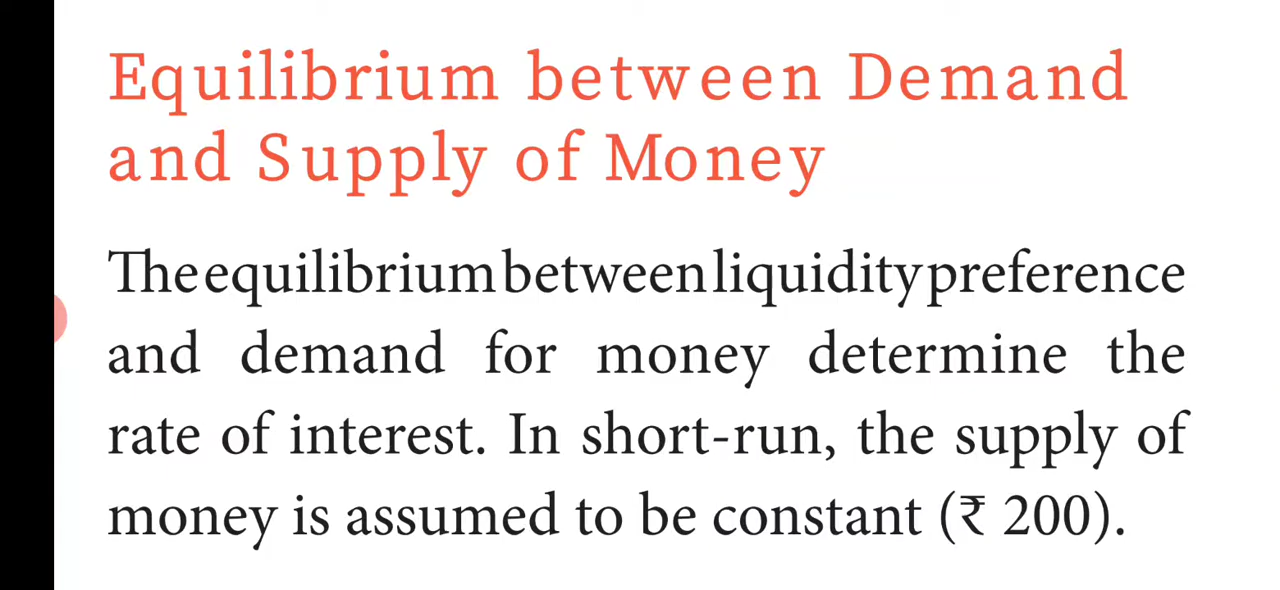 Equilibrium between Demand
and Supply of Money
The equilibrium between liquidity preference
and demand for money determine the
rate of interest. In short-run, the supply of
money is assumed to be constant (₹ 200).